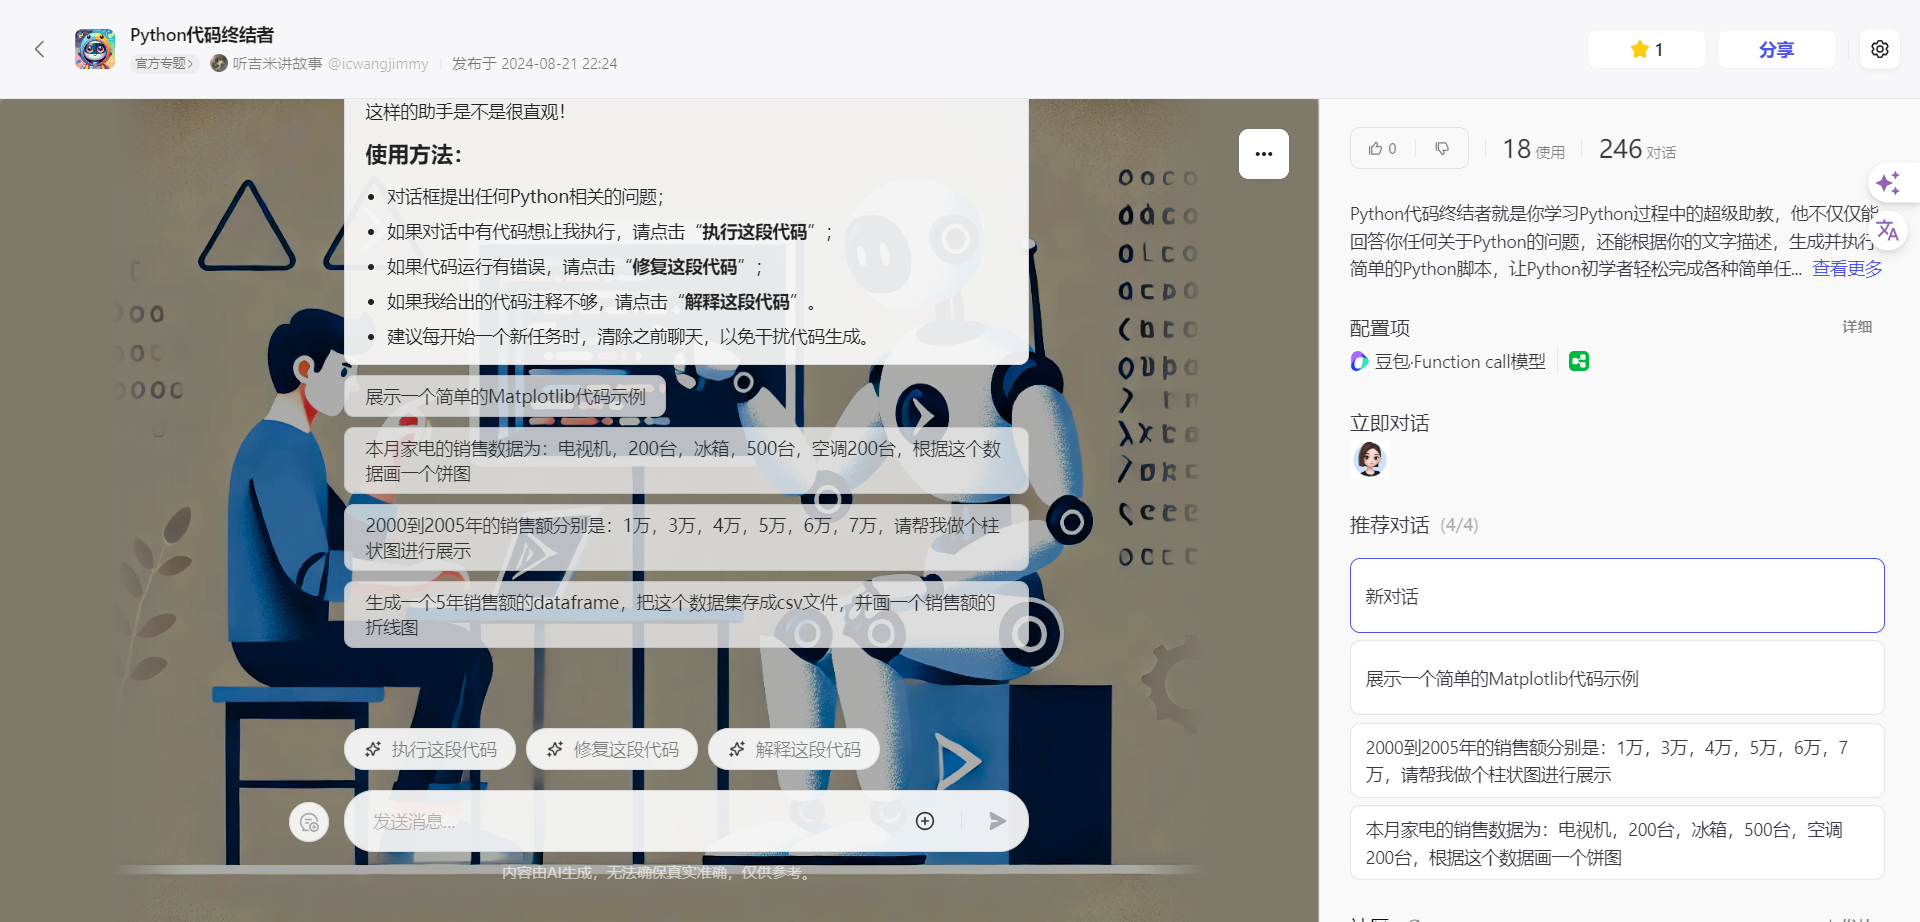 Python代码终结者
官方专题 听吉米讲故事 @icwangjimmy 发布于 2024-08-21 22:24
1
分享
这样的助手是不是很直观！
使用方法：
• 对话框提出任何Python相关的问题；
• 如果对话中有代码想让我执行，请点击“执行这段代码”；
• 如果代码运行有错误，请点击“修复这段代码”；
• 如果我给出的代码注释不够，请点击“解释这段代码”。
• 建议每开始一个新任务时，清除之前聊天，以免干扰代码生成。
展示一个简单的Matplotlib代码示例
本月家电的销售数据为：电视机，200台，冰箱，500台，空调200台，根据这个数
据画一个饼图
2000到2005年的销售额分别是：1万，3万，4万，5万，6万，7万，请帮我做个柱
状图进行展示
生成一个5年销售额的dataframe，把这个数据集存成csv文件，并画一个销售额的
折线图
执行这段代码 修复这段代码 解释这段代码
发送消息...
内容由AI生成，无法确保真实准确，仅供参考。
0 18 使用 246 对话
Python代码终结者就是你学习Python过程中的超级助教，他不仅仅能
回答你任何关于Python的问题，还能根据你的文字描述，生成并执行
简单的Python脚本，让Python初学者轻松完成各种简单任... 查看更多
配置项 详细
豆包·Function call模型
立即对话
推荐对话 (4/4)
新对话
展示一个简单的Matplotlib代码示例
2000到2005年的销售额分别是：1万，3万，4万，5万，6万，7
万，请帮我做个柱状图进行展示
本月家电的销售数据为：电视机，200台，冰箱，500台，空调
200台，根据这个数据画一个饼图